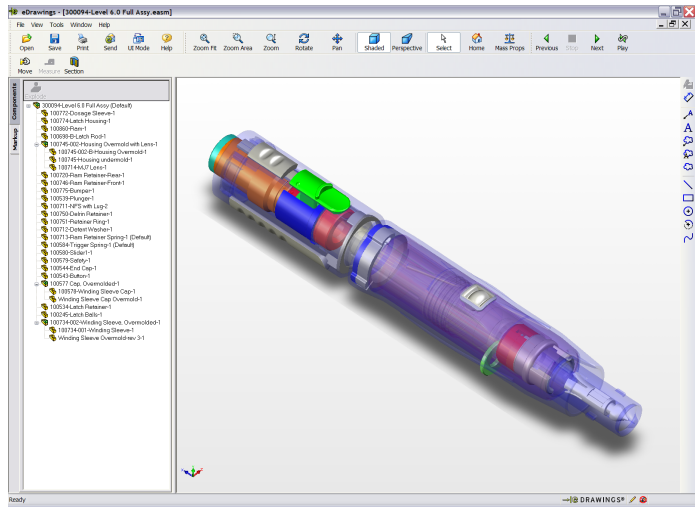 eDrawings - [300094-Level 6.0 Full Assy.easm]
File View Tools Window Help
Open Save Print Send UI Mode Help Zoom Fit Zoom Area Zoom Rotate Pan Shaded Perspective Select Home Mass Props Previous Stop Next Play
Move Measure Section
Components
Markup
Explode
300094-Level 6.0 Full Assy (Default)
100772-Dosage Sleeve-1
100774-Latch Housing-1
100860-Ram-1
100698-B-Latch Rod-1
100745-002-Housing Overmold with Lens-1
100745-002-B-Housing Overmold-1
100745-Housing undermold-1
100714-MJ7 Lens-1
100720-Ram Retainer-Rear-1
100746-Ram Retainer-Front-1
100775-Bumper-1
100539-Plunger-1
100711-NFS with Lug-2
100750-Delrin Retainer-1
100751-Retainer Ring-1
100712-Detent Washer-1
100713-Ram Retainer Spring-1 (Default)
100584-Trigger Spring-1 (Default)
100580-Slider1-1
100579-Safety-1
100544-End Cap-1
100543-Button-1
100577 Cap, Overmolded-1
100578-Winding Sleeve Cap-1
Winding Sleeve Cap Overmold-1
100534-Latch Retainer-1
100245-Latch Balls-1
100734-002-Winding Sleeve, Overmolded-1
100734-001-Winding Sleeve-1
Winding Sleeve Overmold-rev 3-1
Ready
DRAWINGS®